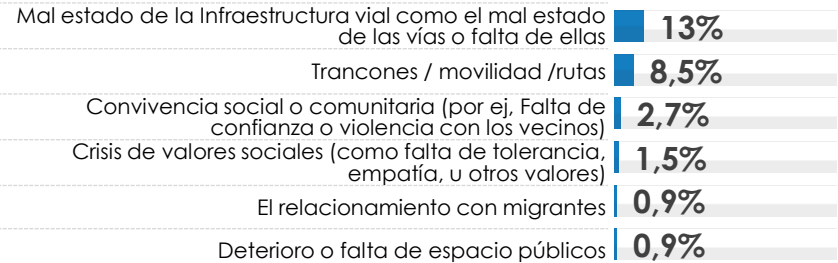 Mal estado de la Infraestructura vial como el mal estado
de las vías o falta de ellas
13%
Trancones / movilidad /rutas
8,5%
Convivencia social o comunitaria (por ej, Falta de
confianza o violencia con los vecinos)
2,7%
Crisis de valores sociales (como falta de tolerancia,
empatía, u otros valores)
1,5%
El relacionamiento con migrantes
0,9%
Deterioro o falta de espacio públicos
0,9%